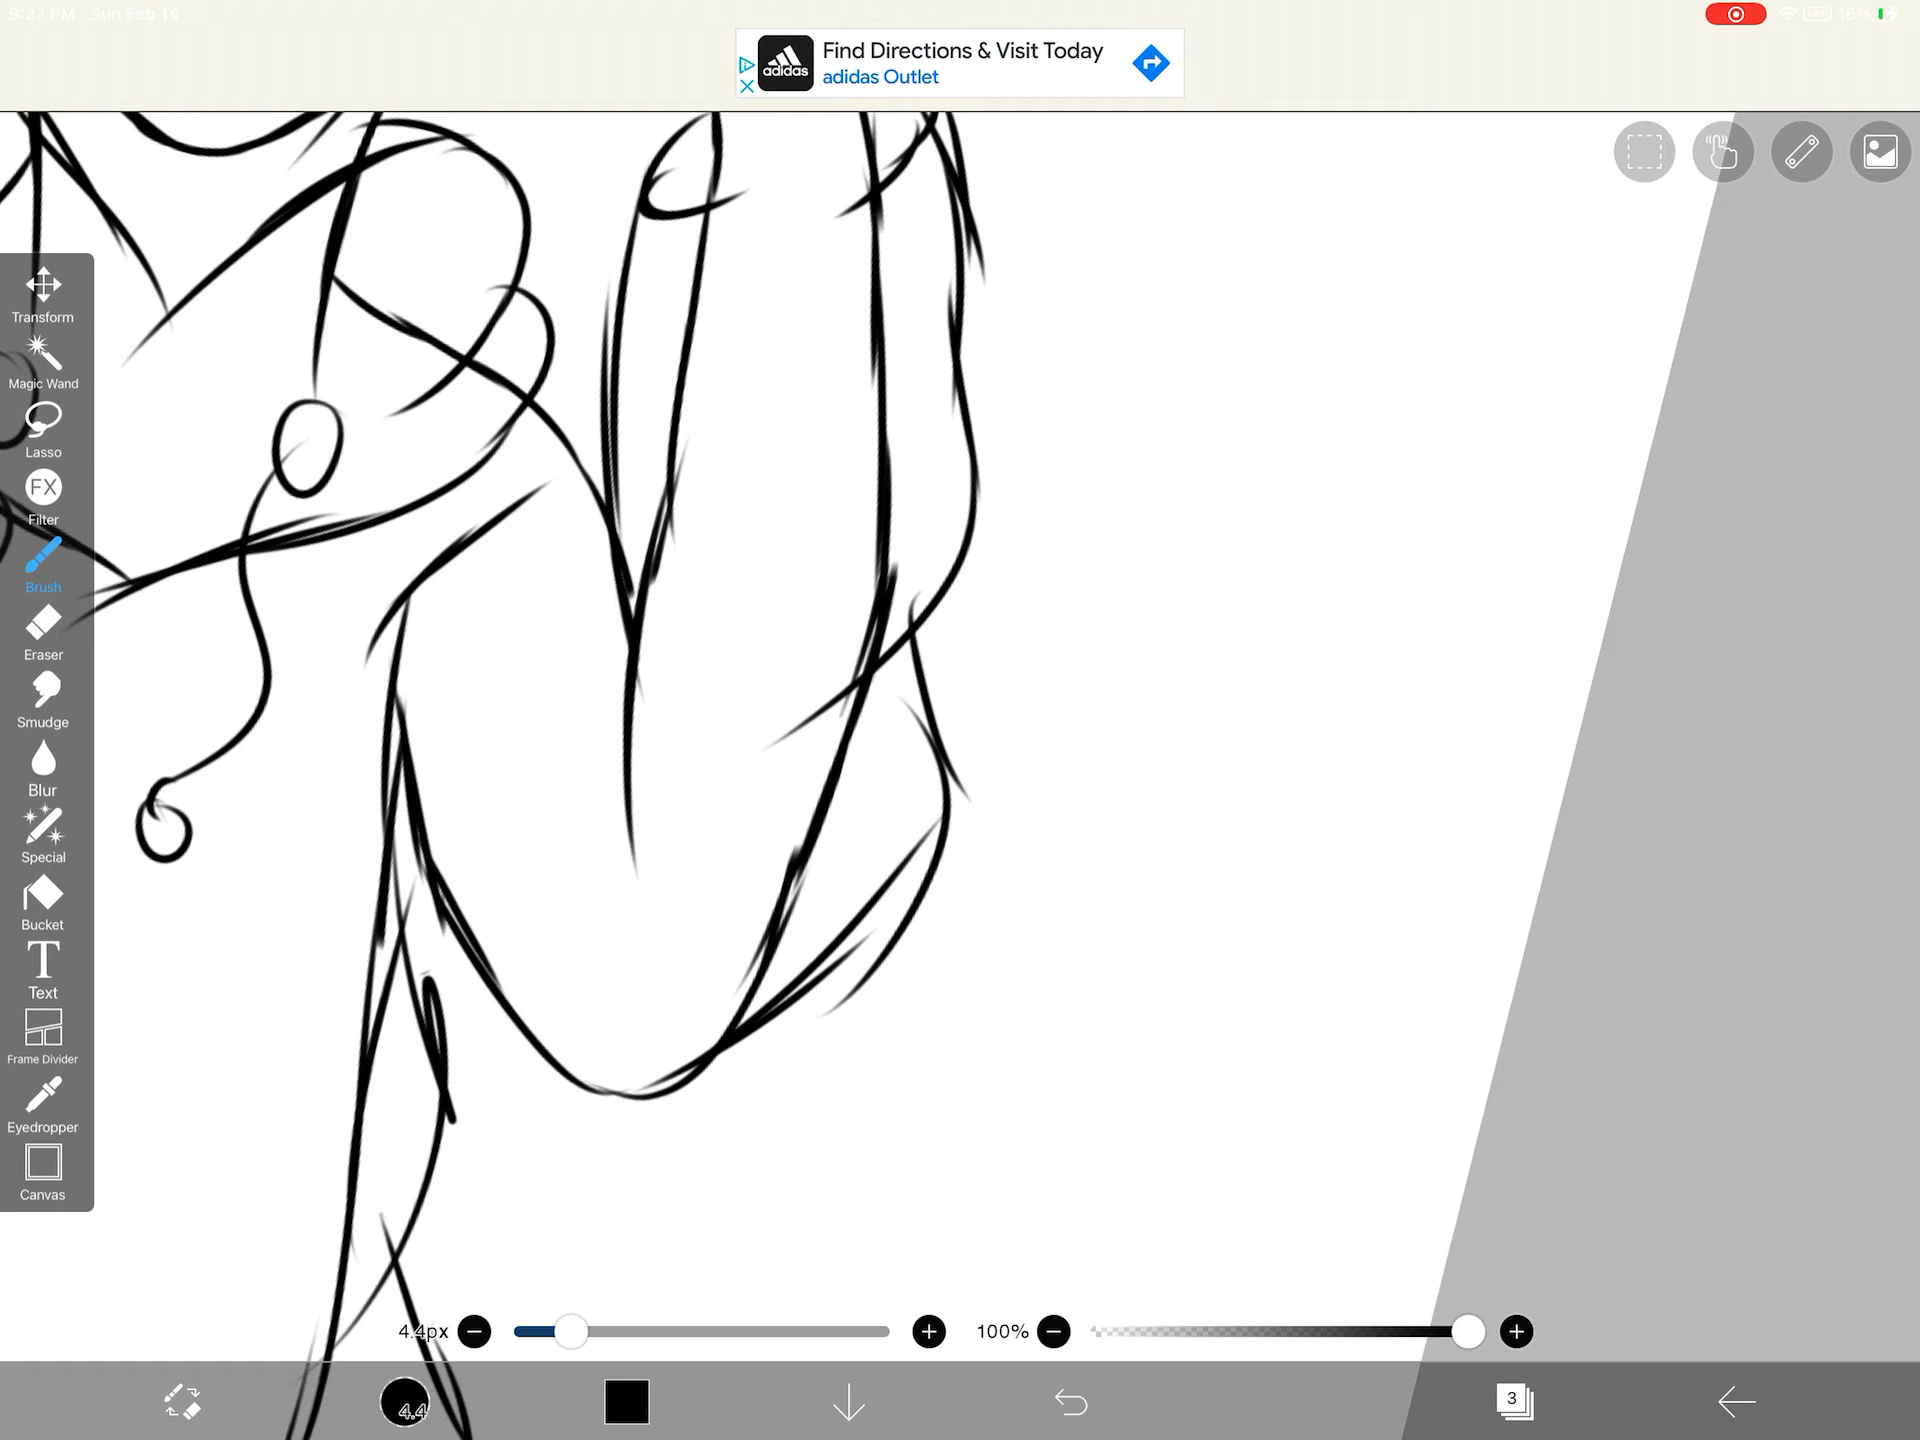 9:27 PM Sun Feb 14
VPN 16%
adidas
Find Directions & Visit Today
adidas Outlet
Transform
Magic Wand
Lasso
FX
Filter
Brush
Eraser
Smudge
Blur
Special
Bucket
T
Text
Frame Divider
Eyedropper
Canvas
4.4px
100%
4.4
3